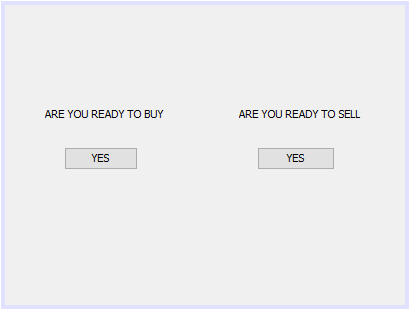 ARE YOU READY TO BUY
YES
ARE YOU READY TO SELL
YES